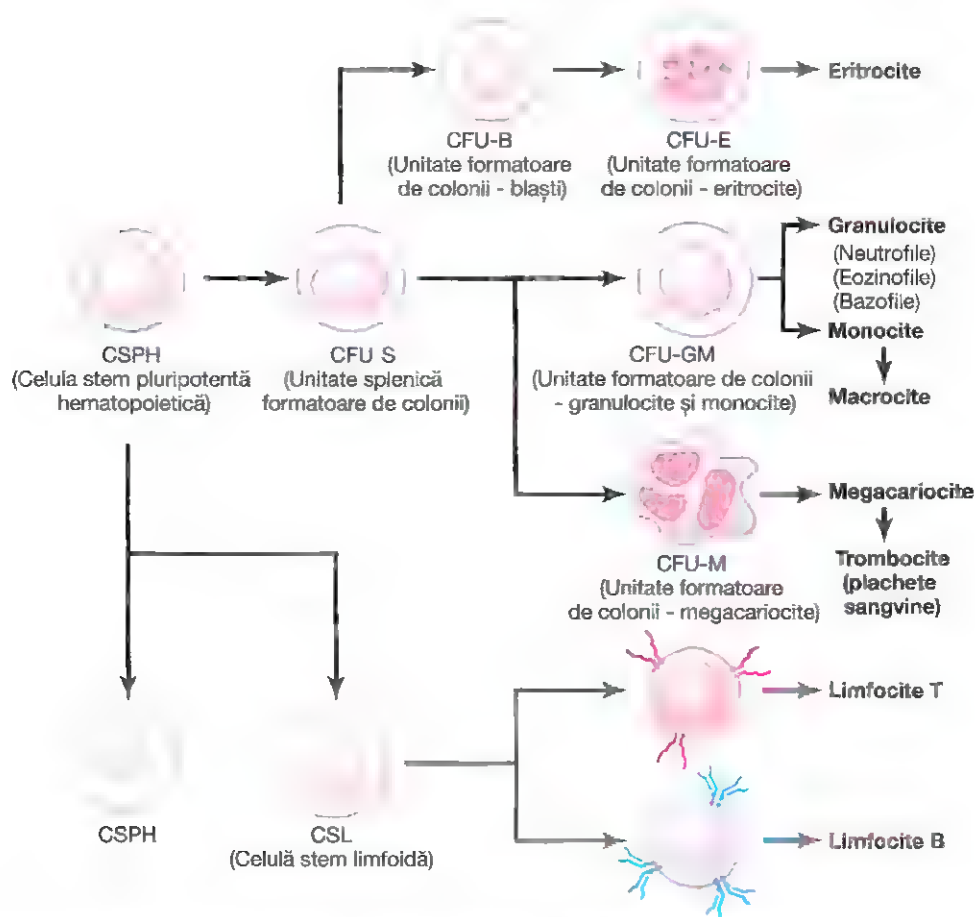 Eritrocite
CFU-B
(Unitate formatoare
de colonii - blaști)
CFU-E
(Unitate formatoare
de colonii - eritrocite)
CSPH
(Celula stem pluripotentă
hematopoietică)
CFU S
(Unitate splenică
formatoare de colonii)
CFU-GM
(Unitate formatoare de colonii
- granulocite și monocite)
Granulocite
(Neutrofile)
(Eozinofile)
(Bazofile)
Monocite
Macrocite
CFU-M
(Unitate formatoare
de colonii - megacariocite)
Megacariocite
Trombocite
(plachete
sangvine)
CSPH
CSL
(Celulă stem limfoidă)
Limfocite T
Limfocite B